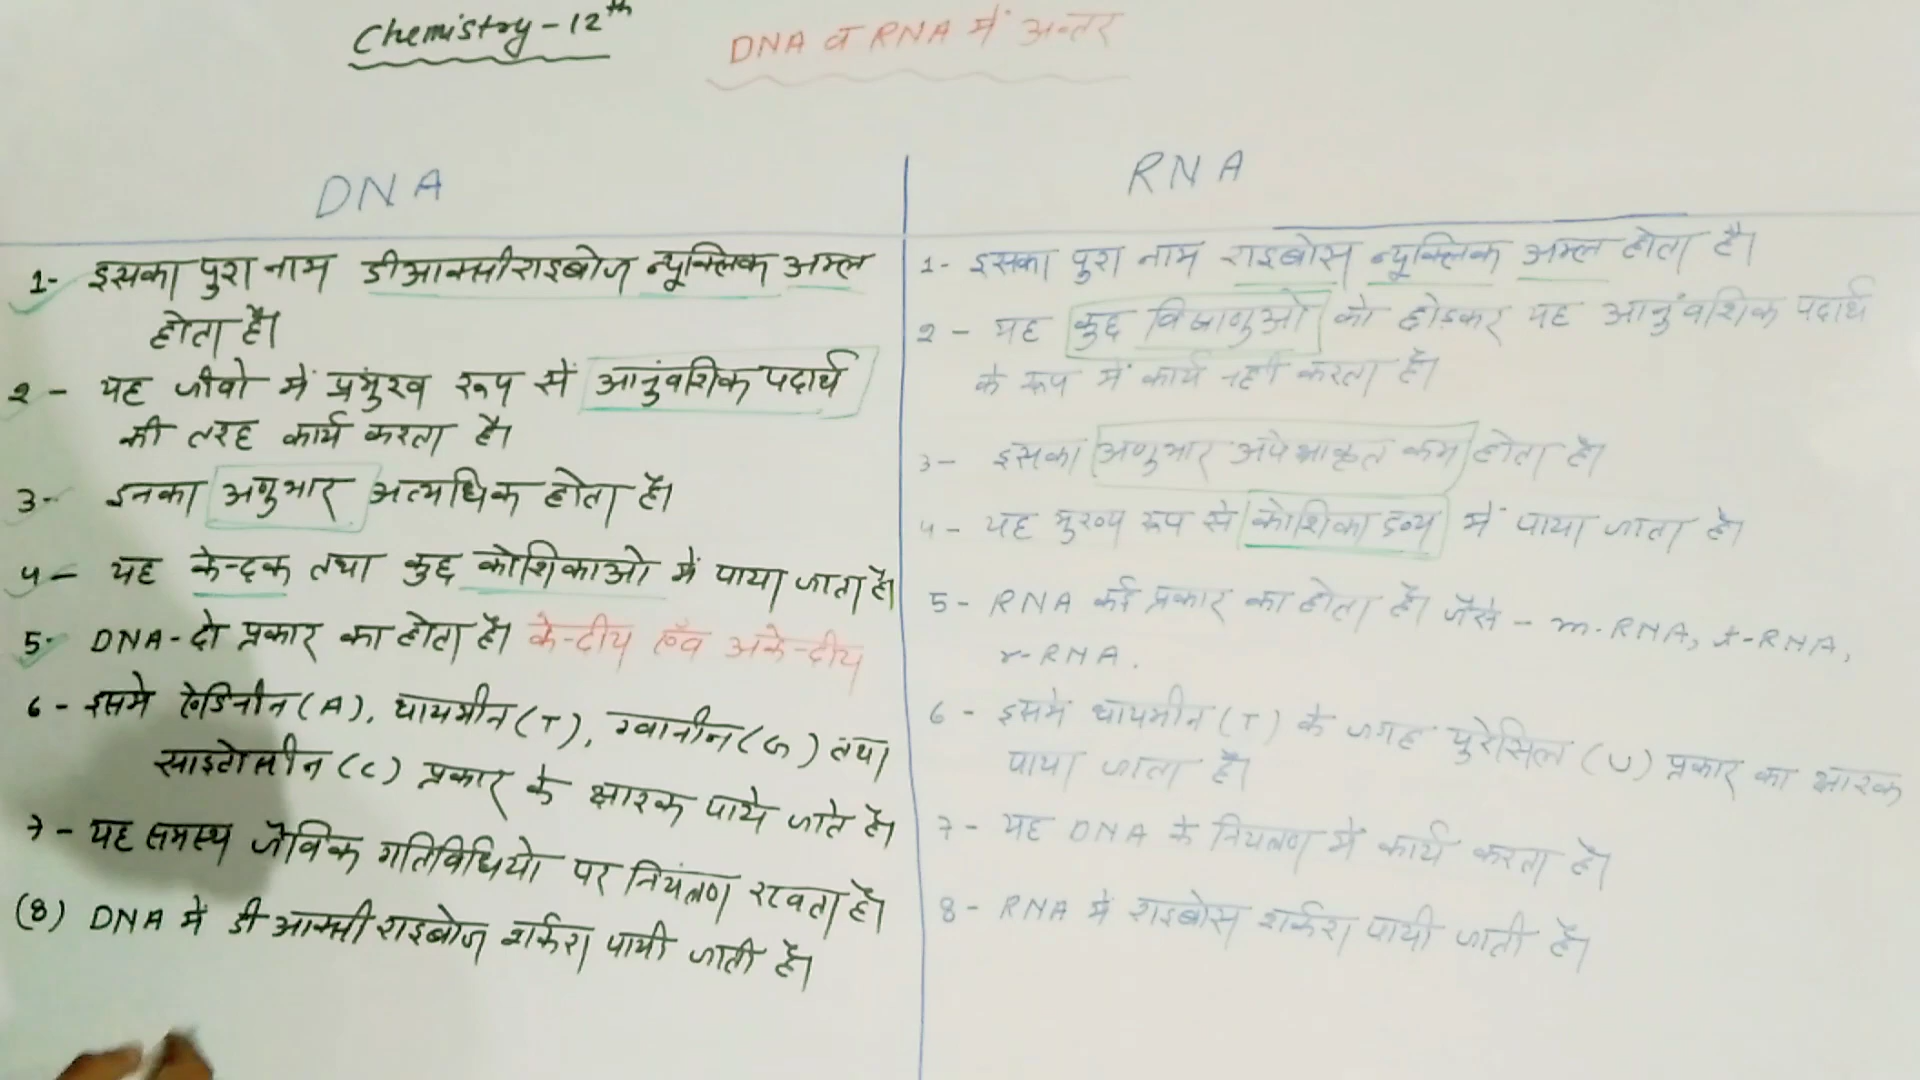 Chemistry-12th
DNA व RNA में अन्तर
DNA
1- इसका पुरा नाम डीआक्सीराइबोज न्यूक्लिक अम्ल
होता है।
2 - यह जीवो में प्रमुख रूप से आनुंवशिक पदार्थ
की तरह कार्य करता है।
3- इनका अणुभार अत्यधिक होता है।
4- यह केन्द्रक तथा कुछ कोशिकाओ में पाया जाता है।
5- DNA-दो प्रकार का होता है। केन्द्रीय एवं अकेन्द्रीय
6- इसमे ऐडिनीन (A), थायमीन (T), ग्वानीन (G) तथा
साइटोसीन (C) प्रकार के क्षारक पाये जाते है।
7- यह समस्थ जैविक गतिविधियो पर नियंत्रण रखता है।
(8) DNA में डीआक्सीराइबोज शर्करा पायी जाती है।
RNA
1- इसका पुरा नाम राइबोस न्यूक्लिक अम्ल होता है।
2 - यह कुछ विषाणुओ को छोडकर यह आनुंवशिक पदार्थ
के रूप में कार्य नही करता है।
3- इसका अणुभार अपेक्षाकृत कम होता है।
4- यह मुख्य रूप से कोशिका द्रव्य में पाया जाता है।
5- RNA कई प्रकार का होता है। जैसे - m-RNA, t-RNA,
r-RNA.
6- इसमे थायमीन (T) के जगह युरेसिल (U) प्रकार का क्षारक
पाया जाता है।
7- यह DNA के नियंत्रण में कार्य करता है।
8- RNA में राइबोस शर्करा पायी जाती है।